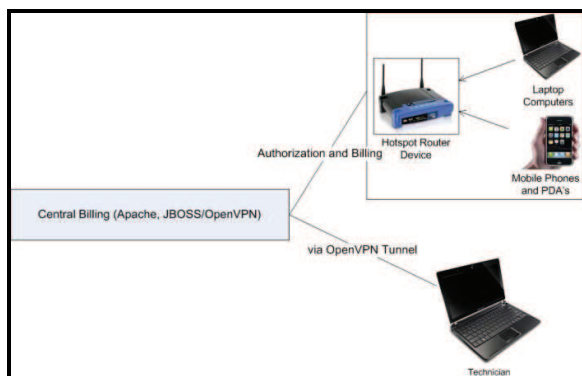 Laptop
Computers
Hotspot Router
Device
Authorization and Billing
Mobile Phones
and PDA's
Central Billing (Apache, JBOSS/OpenVPN)
via OpenVPN Tunnel
Technician